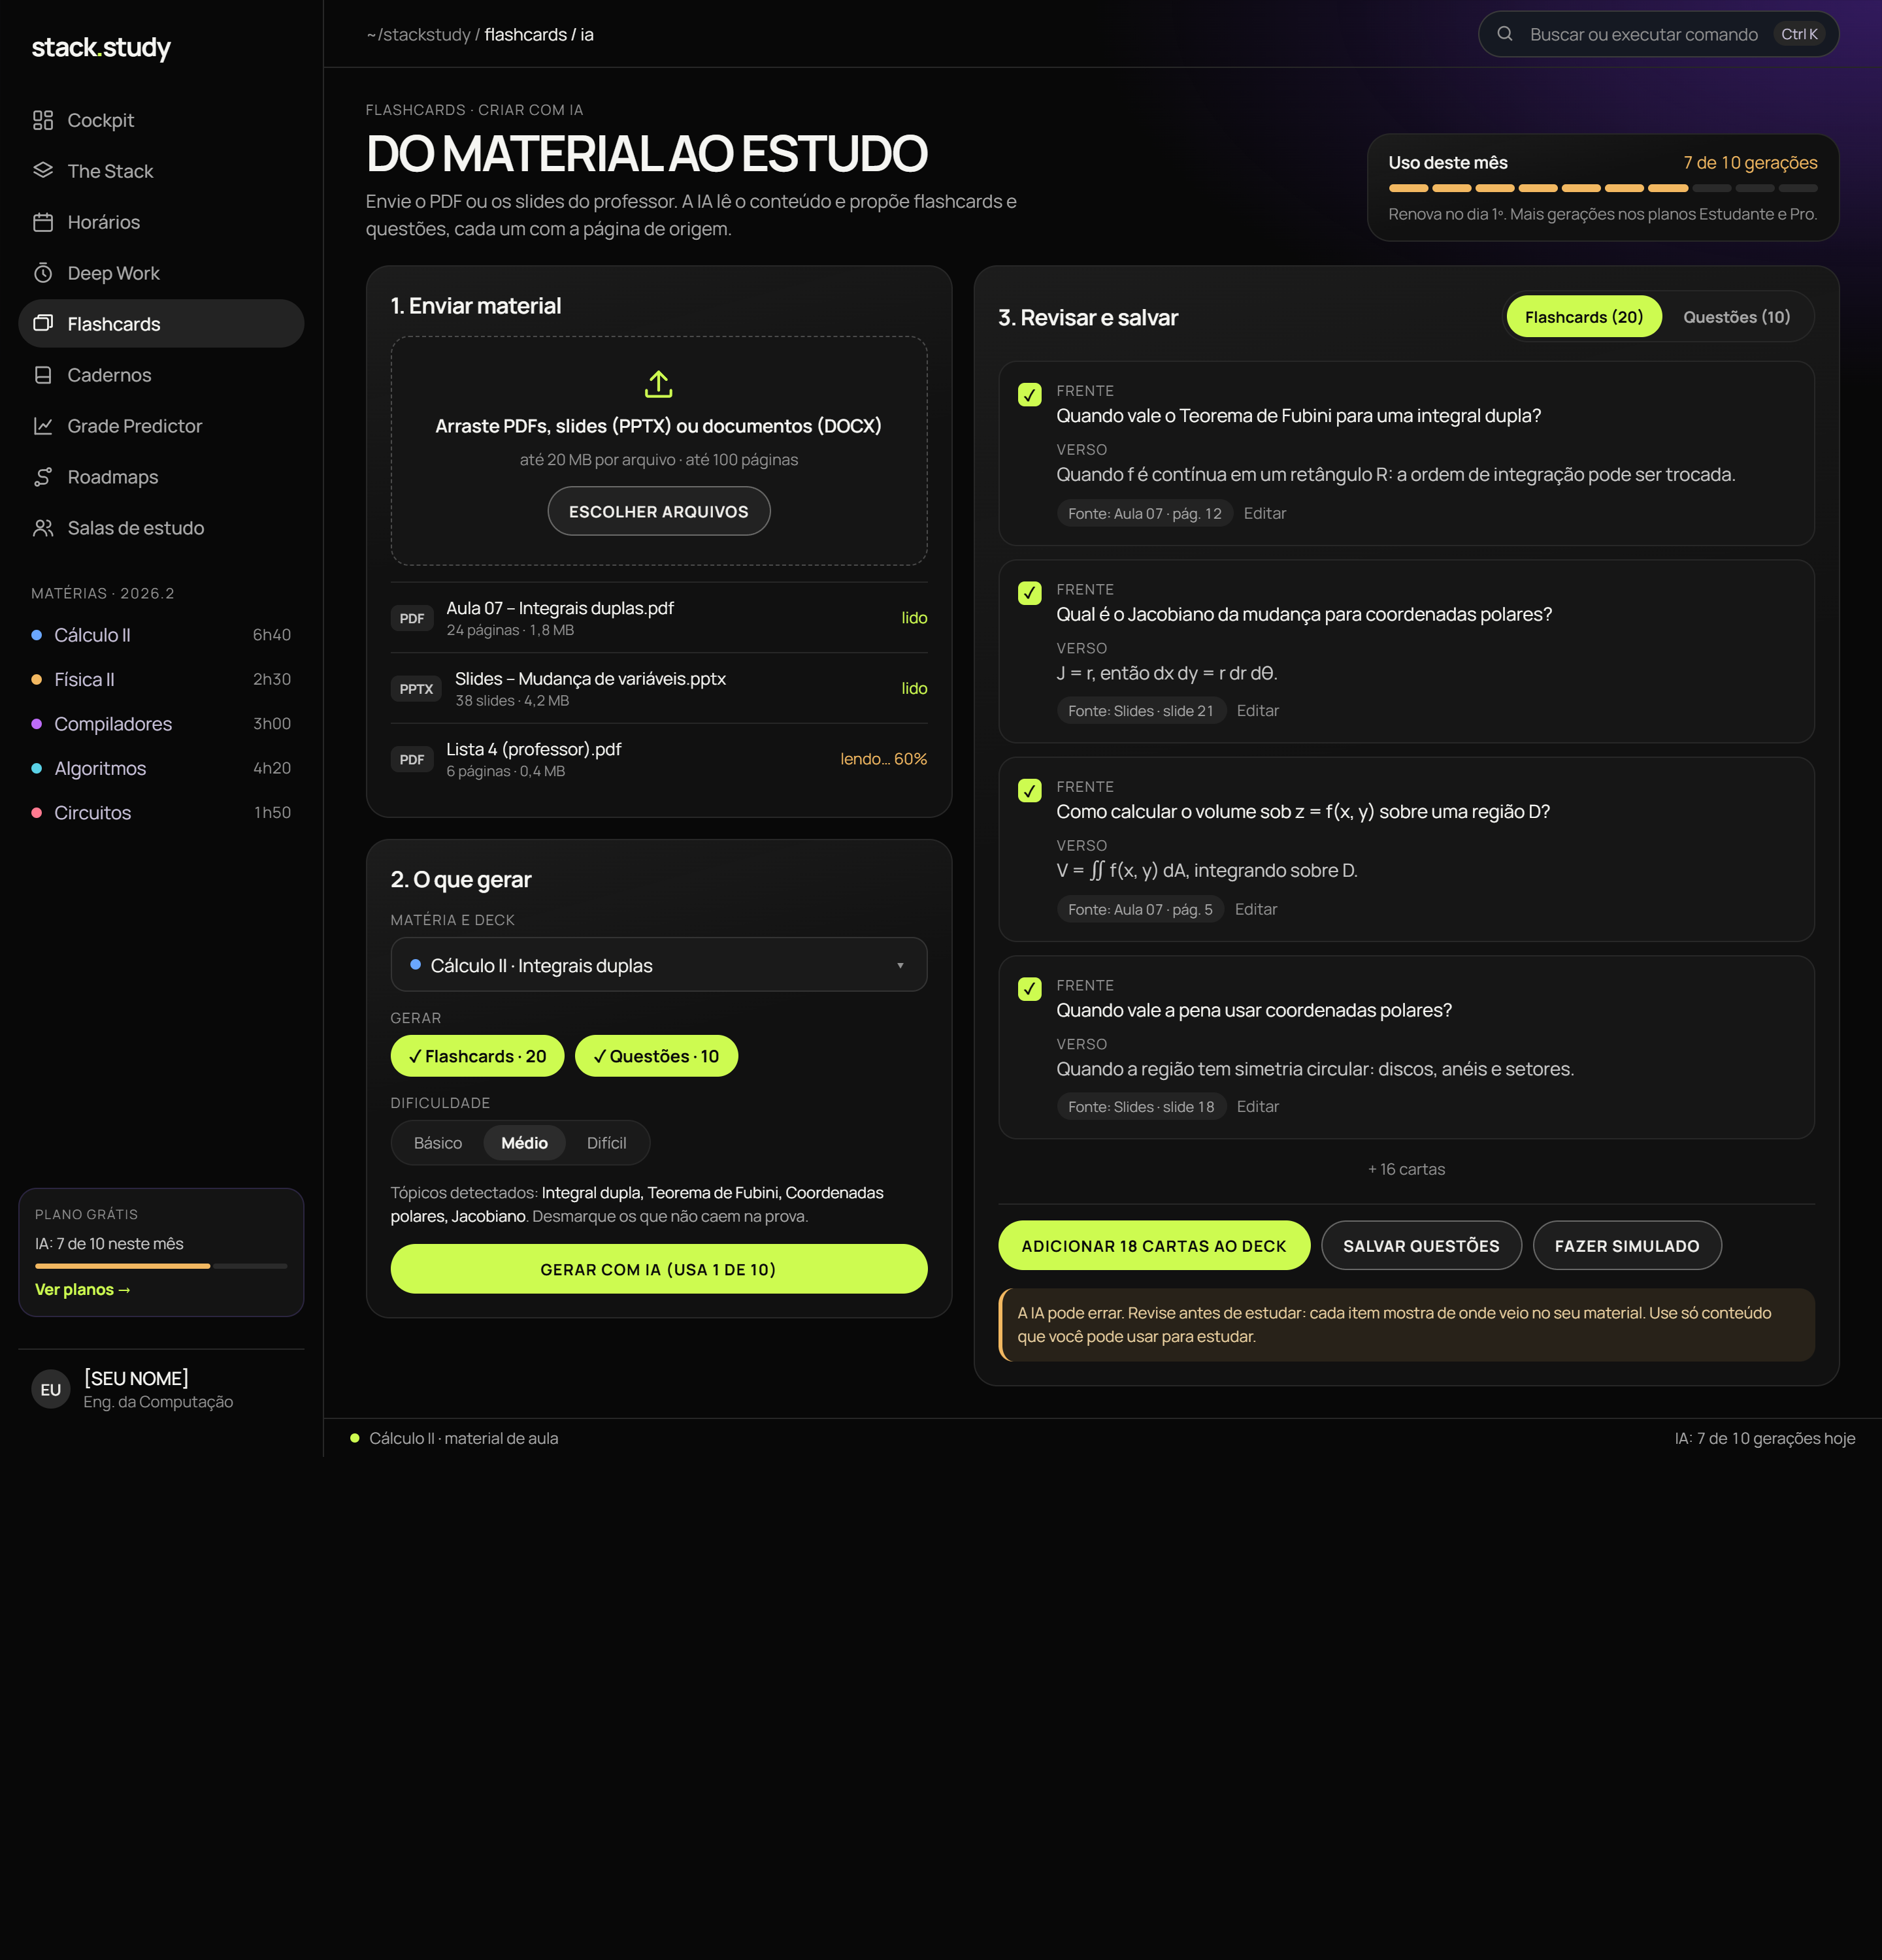 stack.study
Cockpit
The Stack
Horários
Deep Work
Flashcards
Cadernos
Grade Predictor
Roadmaps
Salas de estudo
MATÉRIAS · 2026.2
Cálculo II 6h40
Física II 2h30
Compiladores 3h00
Algoritmos 4h20
Circuitos 1h50
PLANO GRÁTIS
IA: 7 de 10 neste mês
Ver planos →
EU
[SEU NOME]
Eng. da Computação
~/stackstudy / flashcards / ia
Buscar ou executar comando Ctrl K
FLASHCARDS · CRIAR COM IA
DO MATERIAL AO ESTUDO
Envie o PDF ou os slides do professor. A IA lê o conteúdo e propõe flashcards e
questões, cada um com a página de origem.
Uso deste mês 7 de 10 gerações
Renova no dia 1º. Mais gerações nos planos Estudante e Pro.
1. Enviar material
Arraste PDFs, slides (PPTX) ou documentos (DOCX)
até 20 MB por arquivo · até 100 páginas
ESCOLHER ARQUIVOS
PDF Aula 07 – Integrais duplas.pdf lido
24 páginas · 1,8 MB
PPTX Slides – Mudança de variáveis.pptx lido
38 slides · 4,2 MB
PDF Lista 4 (professor).pdf lendo... 60%
6 páginas · 0,4 MB
2. O que gerar
MATÉRIA E DECK
Cálculo II · Integrais duplas ▾
GERAR
✓ Flashcards · 20 ✓ Questões · 10
DIFICULDADE
Básico Médio Difícil
Tópicos detectados: Integral dupla, Teorema de Fubini, Coordenadas
polares, Jacobiano. Desmarque os que não caem na prova.
GERAR COM IA (USA 1 DE 10)
3. Revisar e salvar Flashcards (20) Questões (10)
✓ FRENTE
Quando vale o Teorema de Fubini para uma integral dupla?
VERSO
Quando f é contínua em um retângulo R: a ordem de integração pode ser trocada.
Fonte: Aula 07 · pág. 12 Editar
✓ FRENTE
Qual é o Jacobiano da mudança para coordenadas polares?
VERSO
J = r, então dx dy = r dr dθ.
Fonte: Slides · slide 21 Editar
✓ FRENTE
Como calcular o volume sob z = f(x, y) sobre uma região D?
VERSO
V = ∬ f(x, y) dA, integrando sobre D.
Fonte: Aula 07 · pág. 5 Editar
✓ FRENTE
Quando vale a pena usar coordenadas polares?
VERSO
Quando a região tem simetria circular: discos, anéis e setores.
Fonte: Slides · slide 18 Editar
+ 16 cartas
ADICIONAR 18 CARTAS AO DECK SALVAR QUESTÕES FAZER SIMULADO
A IA pode errar. Revise antes de estudar: cada item mostra de onde veio no seu material. Use só conteúdo
que você pode usar para estudar.
Cálculo II · material de aula IA: 7 de 10 gerações hoje